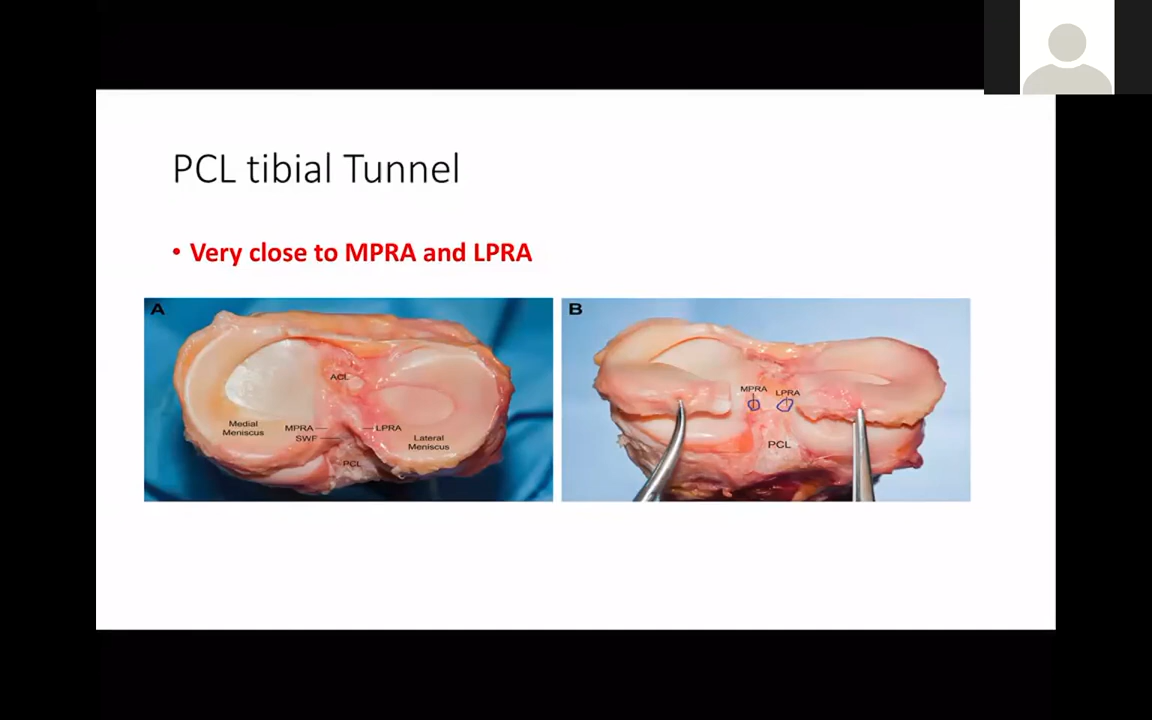 PCL tibial Tunnel
• Very close to MPRA and LPRA
A
ACL
Medial
Meniscus
MPRA
SWF
LPRA
Lateral
Meniscus
PCL
B
MPRA
LPRA
PCL